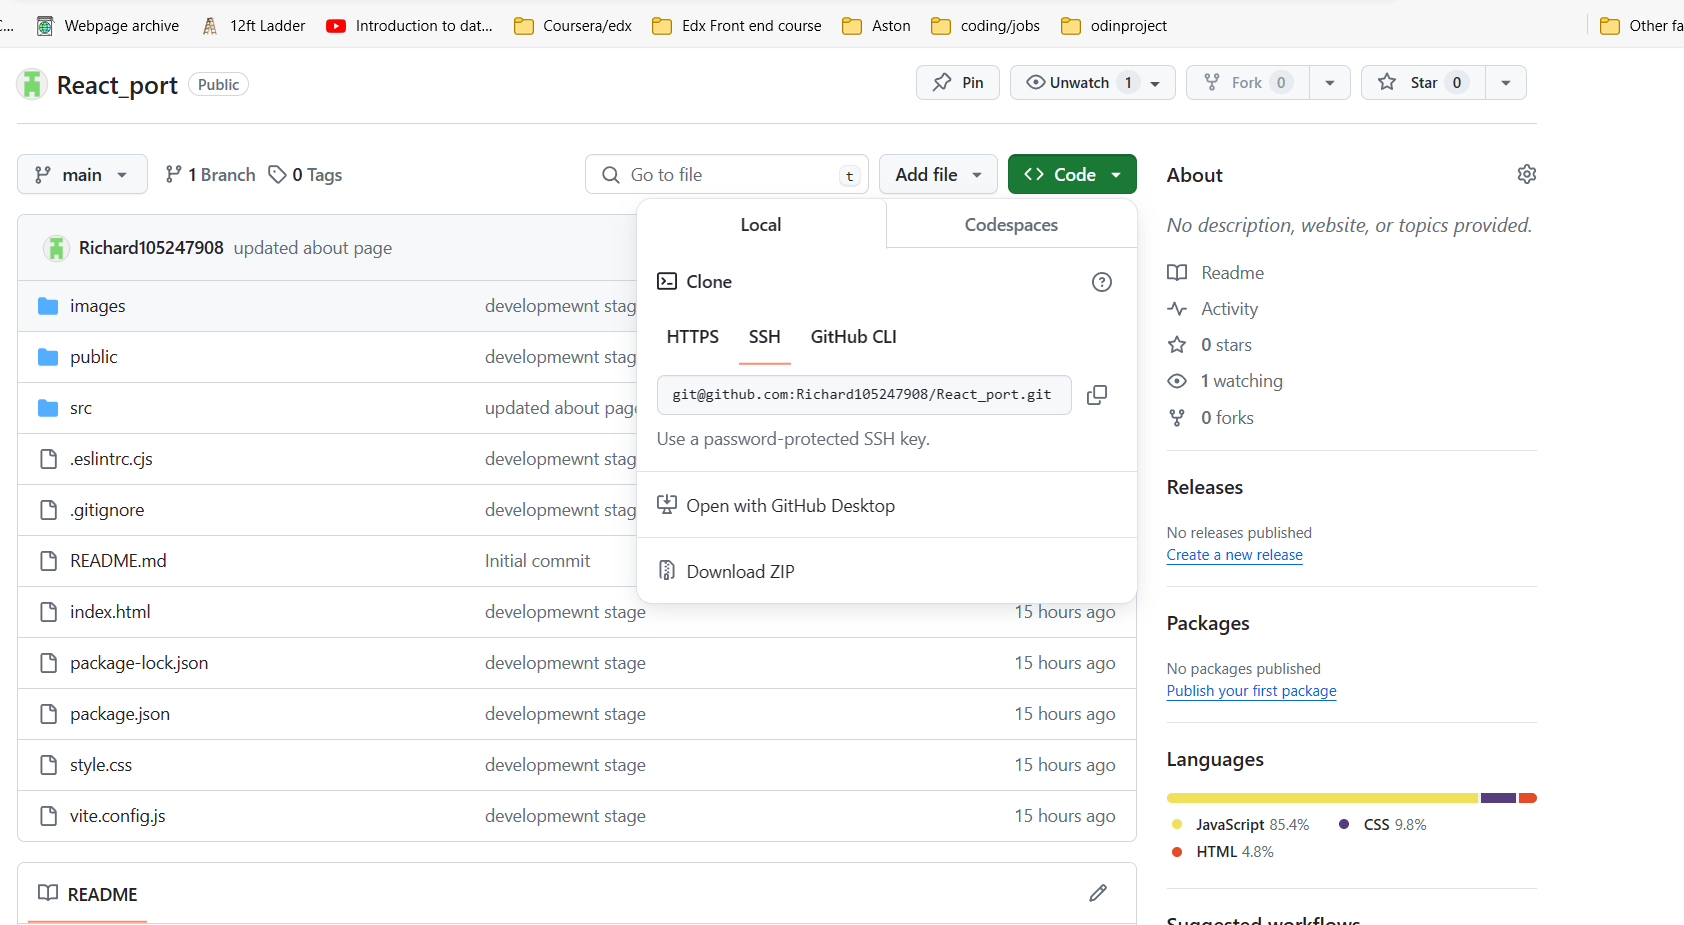 C...
Webpage archive
12ft Ladder
Introduction to dat...
Coursera/edx
Edx Front end course
Aston
coding/jobs
odinproject
Other fa
React_port
Public
Pin
Unwatch 1
Fork 0
Star 0
main
1 Branch
0 Tags
Go to file
t
Add file
<> Code
About
No description, website, or topics provided.
Readme
Activity
0 stars
1 watching
0 forks
Richard105247908 updated about page
Local
Codespaces
Clone
HTTPS
SSH
GitHub CLI
git@github.com:Richard105247908/React_port.git
Use a password-protected SSH key.
Open with GitHub Desktop
Download ZIP
images developmewnt stag
public developmewnt stag
src updated about page
.eslintrc.cjs developmewnt stag
.gitignore developmewnt stag
README.md Initial commit
index.html developmewnt stage 15 hours ago
package-lock.json developmewnt stage 15 hours ago
package.json developmewnt stage 15 hours ago
style.css developmewnt stage 15 hours ago
vite.config.js developmewnt stage 15 hours ago
README
Releases
No releases published
Create a new release
Packages
No packages published
Publish your first package
Languages
JavaScript 85.4%
CSS 9.8%
HTML 4.8%
Suggested workflows